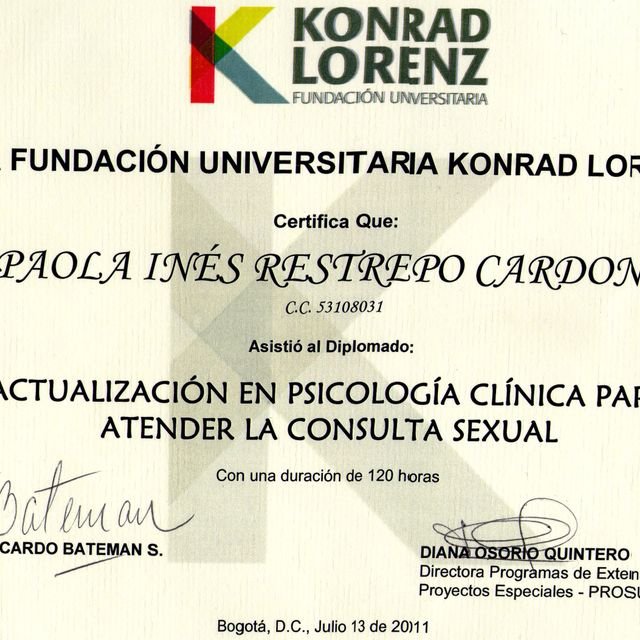 KONRAD
LORENZ
FUNDACIÓN UNIVERSITARIA
FUNDACIÓN UNIVERSITARIA KONRAD LOR
Certifica Que:
PAOLA INÉS RESTREPO CARDON
C.C. 53108031
Asistió al Diplomado:
ACTUALIZACIÓN EN PSICOLOGÍA CLÍNICA PAR
ATENDER LA CONSULTA SEXUAL
Con una duración de 120 horas
Bateman
CARDO BATEMAN S.
DIANA OSORIO QUINTERO
Directora Programas de Exten
Proyectos Especiales - PROSU
Bogotá, D.C., Julio 13 de 2011